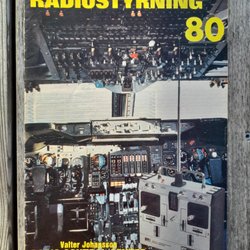 RADIOSTYRNING
80
Valter Johansson